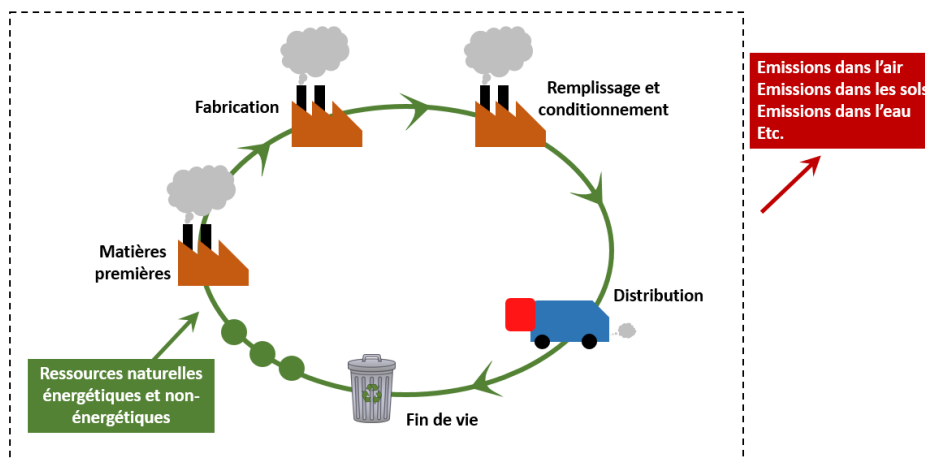 Emissions dans l'air
Emissions dans les sols
Emissions dans l'eau
Etc.
Remplissage et
conditionnement
Fabrication
Matières
premières
Distribution
Ressources naturelles
énergétiques et non-
énergétiques
Fin de vie